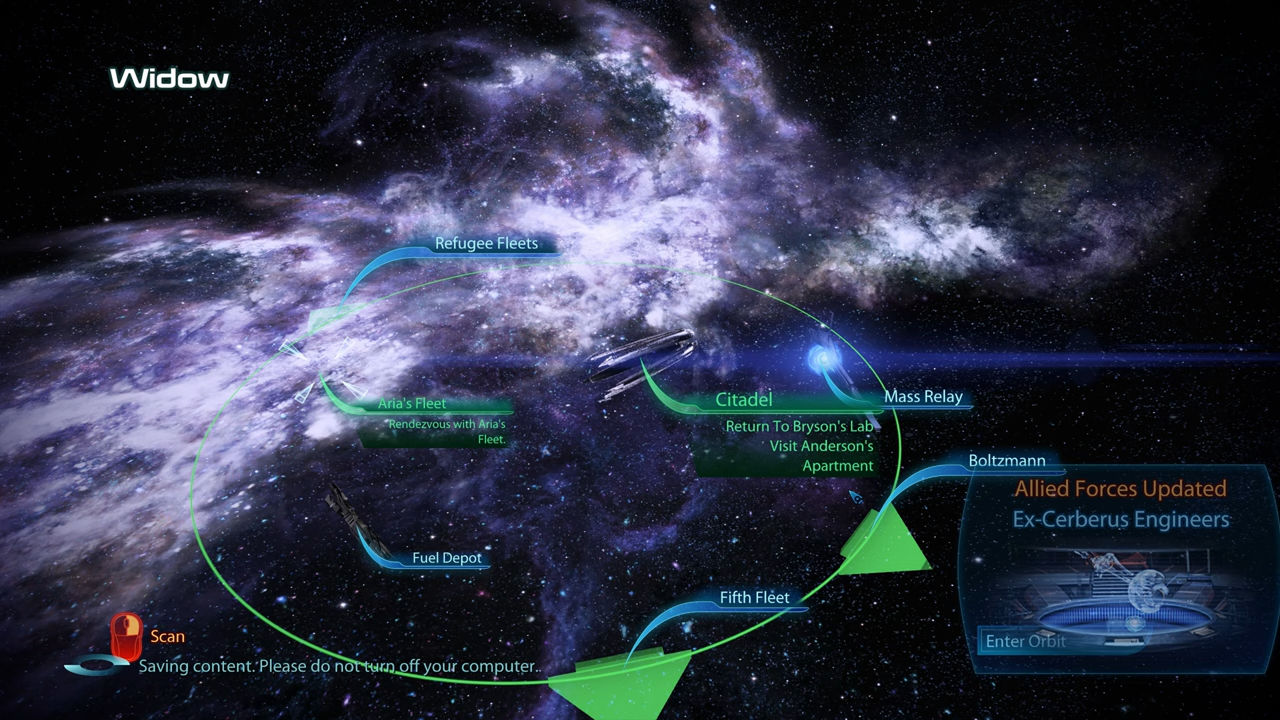 Widow
Refugee Fleets
Aria's Fleet
Rendezvous with Aria's
Fleet.
Citadel
Return To Bryson's Lab
Visit Anderson's
Apartment
Mass Relay
Boltzmann
Allied Forces Updated
Ex-Cerberus Engineers
Enter Orbit
Fuel Depot
Fifth Fleet
Scan
Saving content. Please do not turn off your computer..